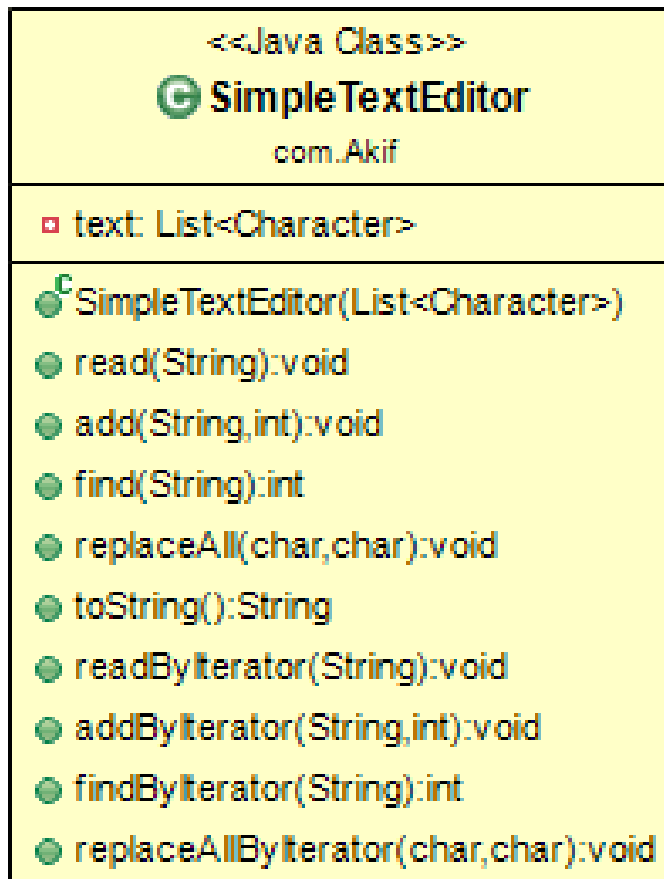 <<Java Class>>
C SimpleTextEditor
com.Akif
text: List<Character>
C SimpleTextEditor(List<Character>)
read(String):void
add(String,int):void
find(String):int
replaceAll(char,char):void
toString():String
readByIterator(String):void
addByIterator(String,int):void
findByIterator(String):int
replaceAllByIterator(char,char):void